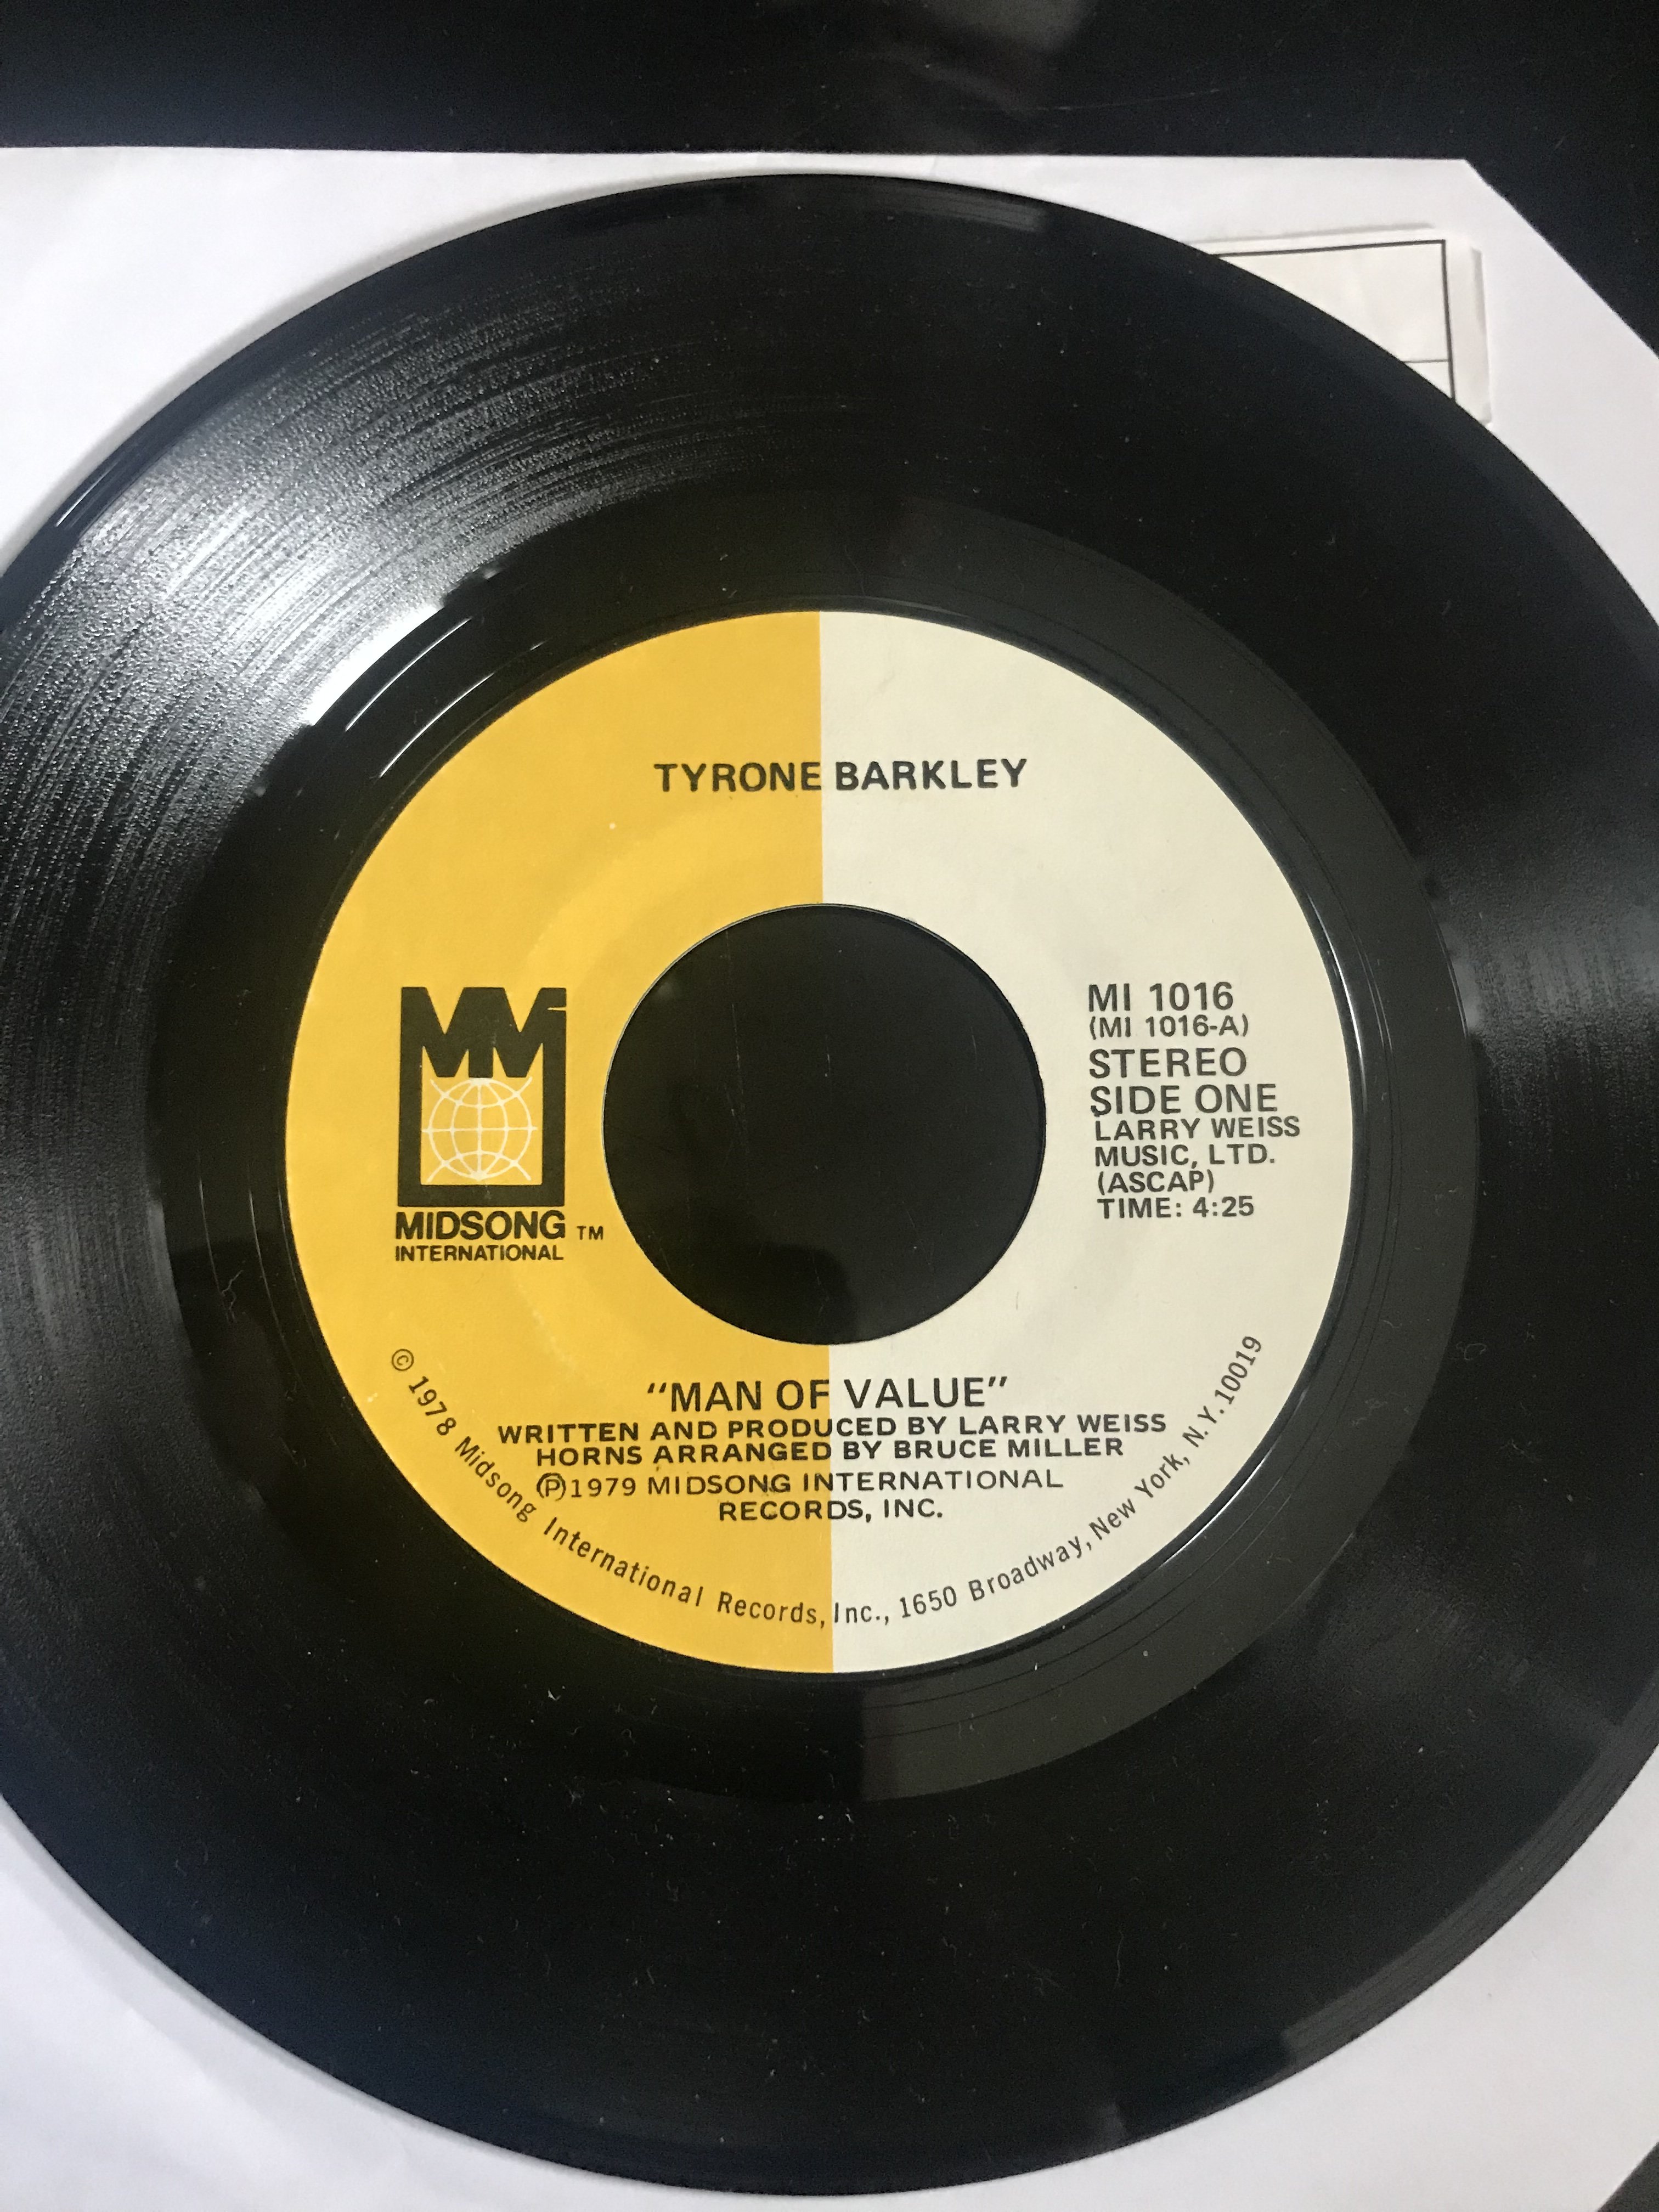 TYRONE BARKLEY
MM
MIDSONG TM
INTERNATIONAL
MI 1016
(MI 1016-A)
STEREO
SIDE ONE
LARRY WEISS
MUSIC, LTD.
(ASCAP)
TIME: 4:25
"MAN OF VALUE"
WRITTEN AND PRODUCED BY LARRY WEISS
HORNS ARRANGED BY BRUCE MILLER
℗1979 MIDSONG INTERNATIONAL
RECORDS, INC.
© 1978 Midsong International Records, Inc., 1650 Broadway, New York, N.Y. 10019